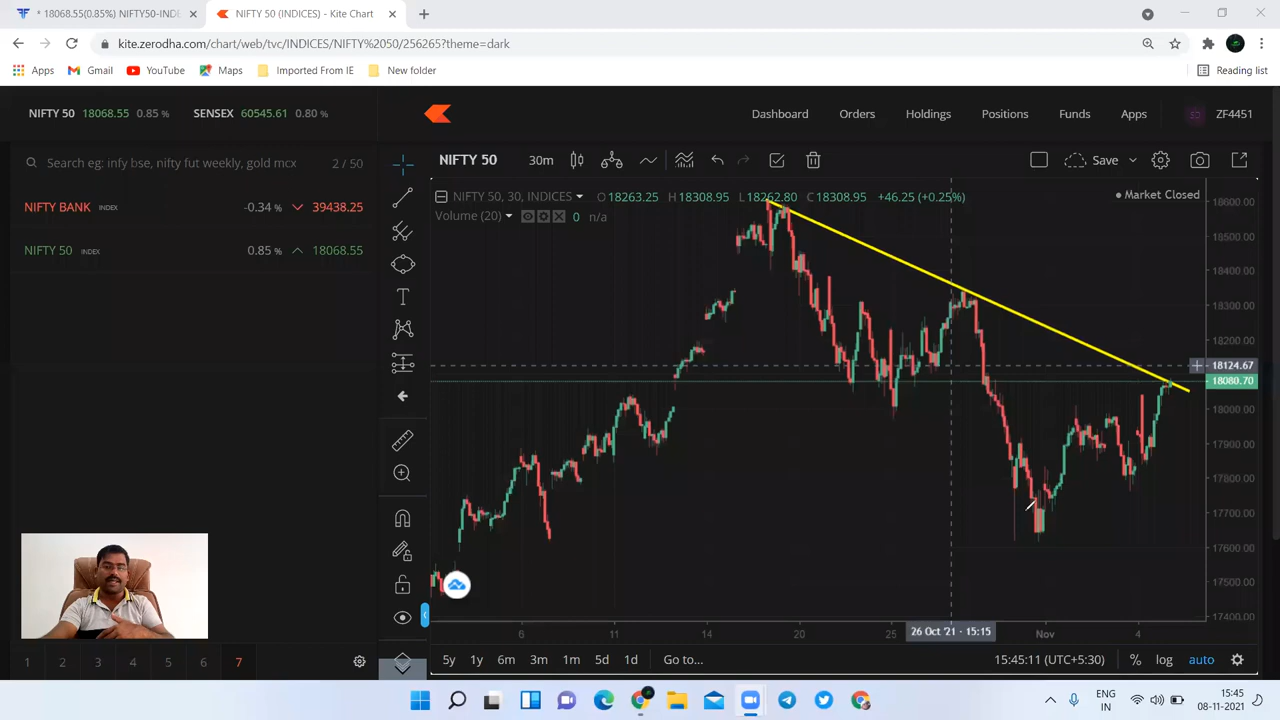 * 18068.55(0.85%) NIFTY50-INDE
NIFTY 50 (INDICES) - Kite Chart
kite.zerodha.com/chart/web/tvc/INDICES/NIFTY%2050/256265?theme=dark
Apps
Gmail
YouTube
Maps
Imported From IE
New folder
Reading list
NIFTY 50 18068.55 0.85 %
SENSEX 60545.61 0.80 %
Dashboard
Orders
Holdings
Positions
Funds
Apps
ZF4451
Search eg: infy bse, nifty fut weekly, gold mcx
2 / 50
NIFTY BANK INDEX -0.34 % 39438.25
NIFTY 50 INDEX 0.85 % 18068.55
NIFTY 50
30m
Save
NIFTY 50, 30, INDICES
O18263.25 H18308.95 L18262.80 C18308.95 +46.25 (+0.25%)
Market Closed
Volume (20)
0 n/a
18600.00
18500.00
18400.00
18300.00
18200.00
18124.67
18080.70
18000.00
17900.00
17800.00
17700.00
17600.00
17500.00
17400.00
6
11
14
20
25
26 Oct '21 - 15:15
Nov
4
1
2
3
4
5
6
7
5y
1y
6m
3m
1m
5d
1d
Go to...
15:45:11 (UTC+5:30)
%
log
auto
ENG
IN
15:45
08-11-2021